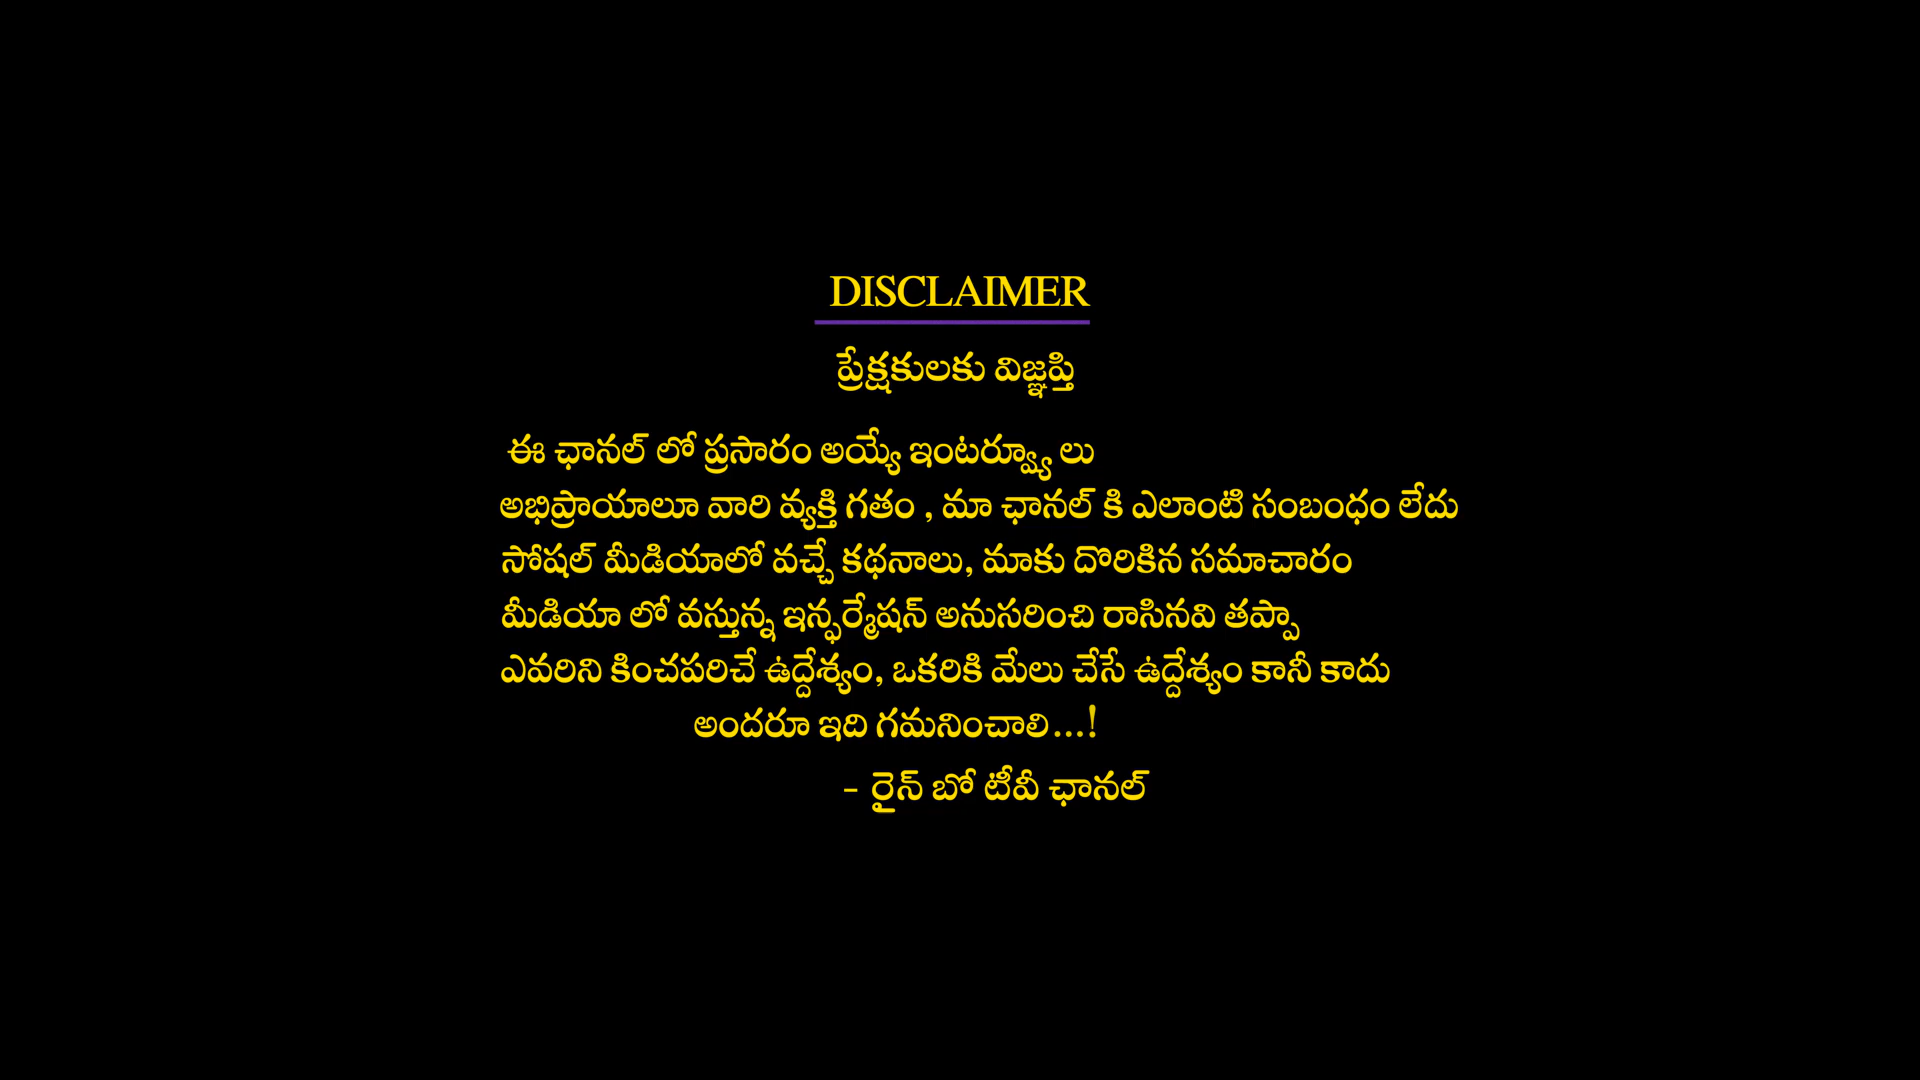 DISCLAIMER
ప్రేక్షకులకు విజ్ఞప్తి
ఈ ఛానల్ లో ప్రసారం అయ్యే ఇంటర్వ్యూ లు
అభిప్రాయాలూ వారి వ్యక్తి గతం , మా ఛానల్ కి ఎలాంటి సంబంధం లేదు
సోషల్ మీడియాలో వచ్చే కథనాలు, మాకు దొరికిన సమాచారం
మీడియా లో వస్తున్న ఇన్ఫర్మేషన్ అనుసరించి రాసినవి తప్పా
ఎవరిని కించపరిచే ఉద్దేశ్యం, ఒకరికి మేలు చేసే ఉద్దేశ్యం కానీ కాదు
అందరూ ఇది గమనించాలి...!
- రైన్ బో టీవీ ఛానల్